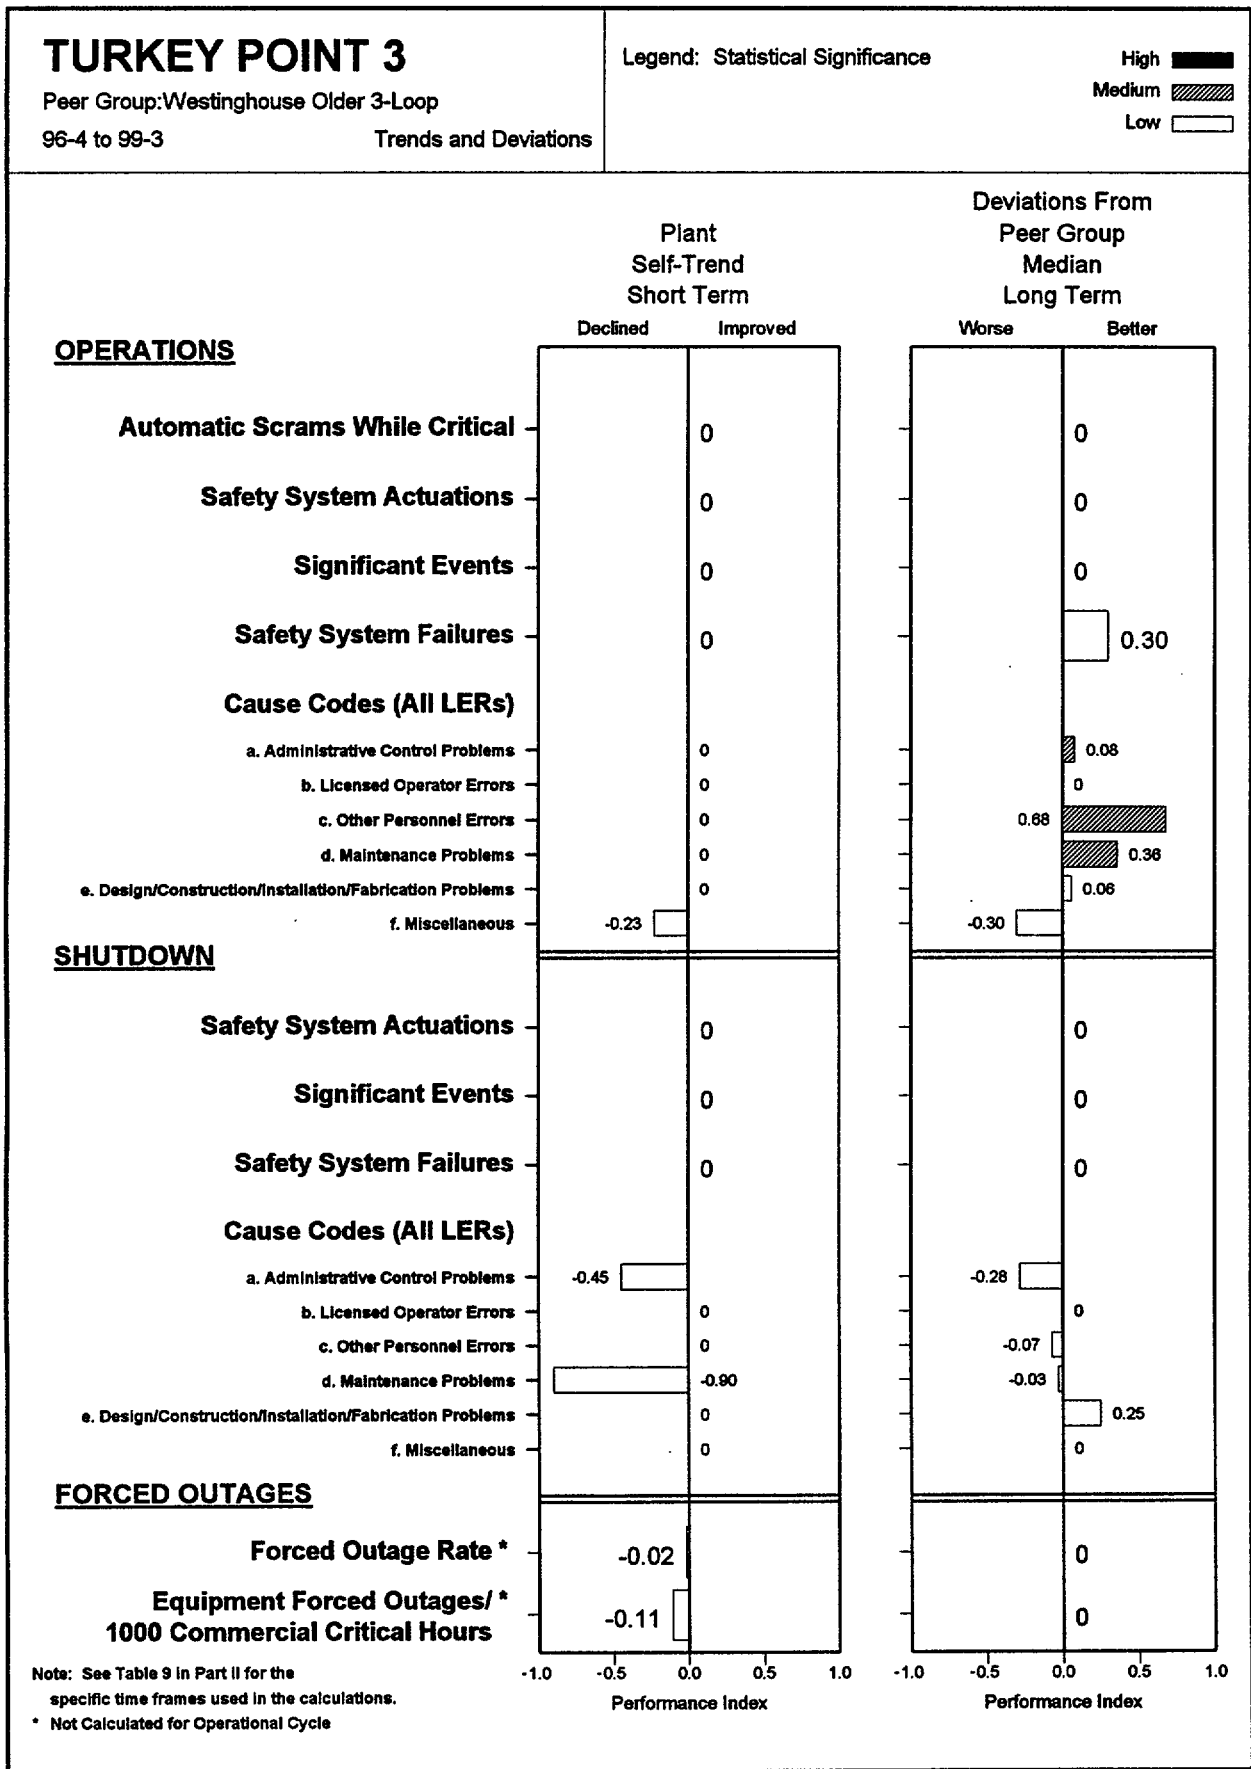 TURKEY POINT 3
Peer Group:Westinghouse Older 3-Loop
96-4 to 99-3 Trends and Deviations
Legend: Statistical Significance
High
Medium
Low
Plant
Self-Trend
Short Term
Deviations From
Peer Group
Median
Long Term
Declined Improved
Worse Better
OPERATIONS
Automatic Scrams While Critical 0 0
Safety System Actuations 0 0
Significant Events 0 0
Safety System Failures 0 0.30
Cause Codes (All LERs)
a. Administrative Control Problems 0 0.08
b. Licensed Operator Errors 0 0
c. Other Personnel Errors 0 0.68
d. Maintenance Problems 0 0.36
e. Design/Construction/Installation/Fabrication Problems 0 0.06
f. Miscellaneous -0.23 -0.30
SHUTDOWN
Safety System Actuations 0 0
Significant Events 0 0
Safety System Failures 0 0
Cause Codes (All LERs)
a. Administrative Control Problems -0.45 -0.28
b. Licensed Operator Errors 0 0
c. Other Personnel Errors 0 -0.07
d. Maintenance Problems -0.90 -0.03
e. Design/Construction/Installation/Fabrication Problems 0 0.25
f. Miscellaneous 0 0
FORCED OUTAGES
Forced Outage Rate * -0.02 0
Equipment Forced Outages/ *
1000 Commercial Critical Hours -0.11 0
-1.0 -0.5 0.0 0.5 1.0
Performance Index
-1.0 -0.5 0.0 0.5 1.0
Performance Index
Note: See Table 9 in Part II for the
specific time frames used in the calculations.
* Not Calculated for Operational Cycle